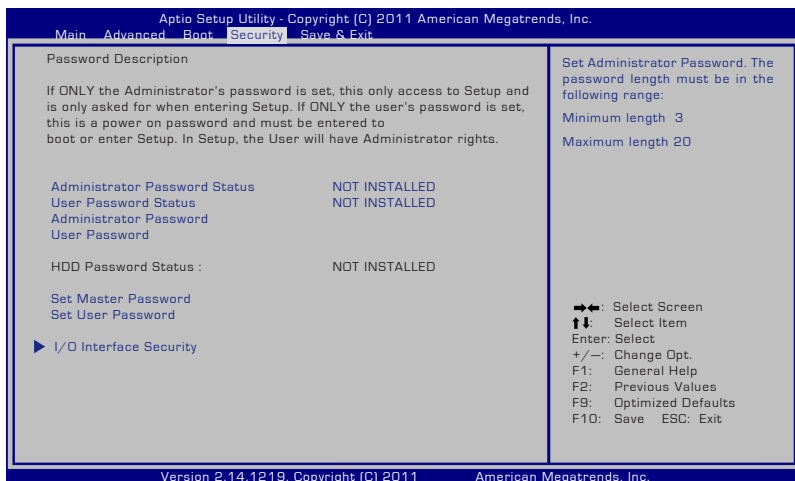 Aptio Setup Utility - Copyright (C) 2011 American Megatrends, Inc.
Main Advanced Boot Security Save & Exit
Password Description
If ONLY the Administrator's password is set, this only access to Setup and
is only asked for when entering Setup. If ONLY the user's password is set,
this is a power on password and must be entered to
boot or enter Setup. In Setup, the User will have Administrator rights.
Administrator Password Status NOT INSTALLED
User Password Status NOT INSTALLED
Administrator Password
User Password
HDD Password Status : NOT INSTALLED
Set Master Password
Set User Password
I/O Interface Security
Set Administrator Password. The
password length must be in the
following range:
Minimum length 3
Maximum length 20
→←: Select Screen
↑↓: Select Item
Enter: Select
+/—: Change Opt.
F1: General Help
F2: Previous Values
F9: Optimized Defaults
F10: Save ESC: Exit
Version 2.14.1219. Copyright (C) 2011 American Megatrends, Inc.